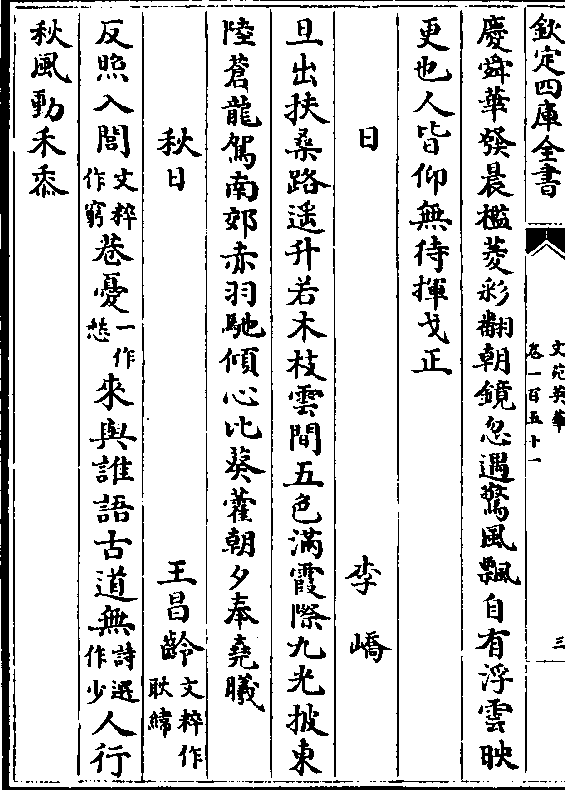 欽定四庫全書
文苑英華
卷一百五十一
三
慶舜華發晨檻菱彩翻朝鏡忽遇驚風飄自有浮雲映
更也人皆仰無待揮戈正
日 李嶠
旦出扶桑路遥升若木枝雲間五色滿霞際九光披東
陸蒼龍駕南郊赤羽馳傾心比葵藿朝夕奉堯曦
秋日 王昌齡文粹作耿緯
反照入閭文粹作窮巷憂一作愁來與誰語古道無詩選作少人行
秋風動禾黍